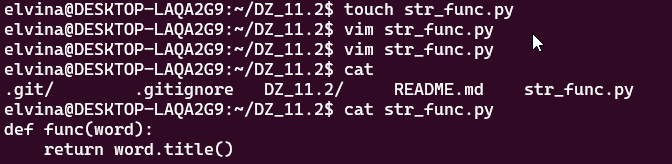 elvina@DESKTOP-LAQA2G9:~/DZ_11.2$ touch str_func.py
elvina@DESKTOP-LAQA2G9:~/DZ_11.2$ vim str_func.py
elvina@DESKTOP-LAQA2G9:~/DZ_11.2$ vim str_func.py
elvina@DESKTOP-LAQA2G9:~/DZ_11.2$ cat
.git/ .gitignore DZ_11.2/ README.md str_func.py
elvina@DESKTOP-LAQA2G9:~/DZ_11.2$ cat str_func.py
def func(word):
    return word.title()